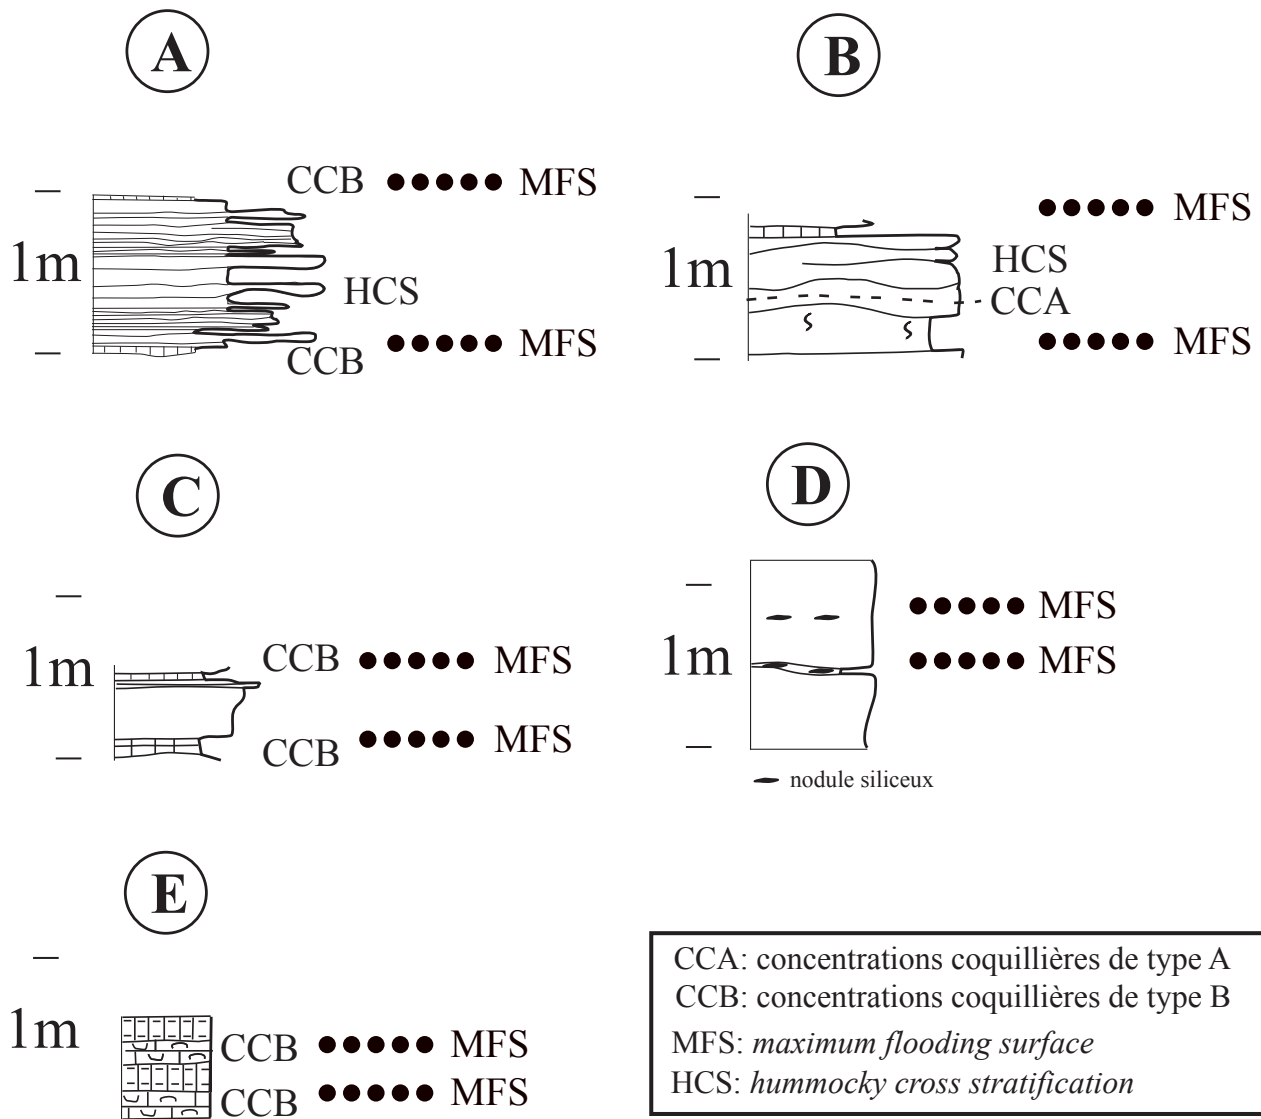 A
CCB MFS
1m
HCS
CCB MFS
B
MFS
1m
HCS
CCA
MFS
C
CCB MFS
1m
CCB MFS
D
MFS
1m
MFS
nodule siliceux
E
1m
CCB MFS
CCB MFS
CCA: concentrations coquillières de type A
CCB: concentrations coquillières de type B
MFS: maximum flooding surface
HCS: hummocky cross stratification